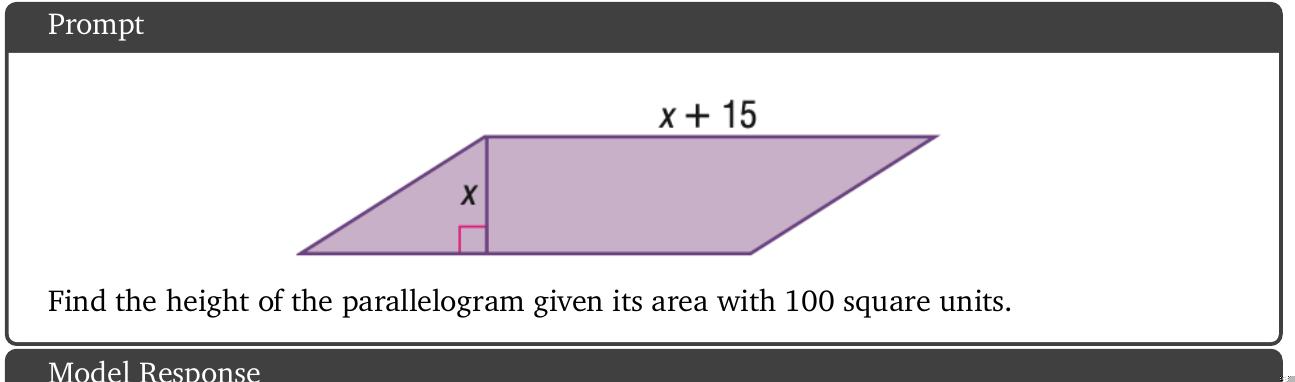 Prompt
x + 15
x
Find the height of the parallelogram given its area with 100 square units.
Model Response